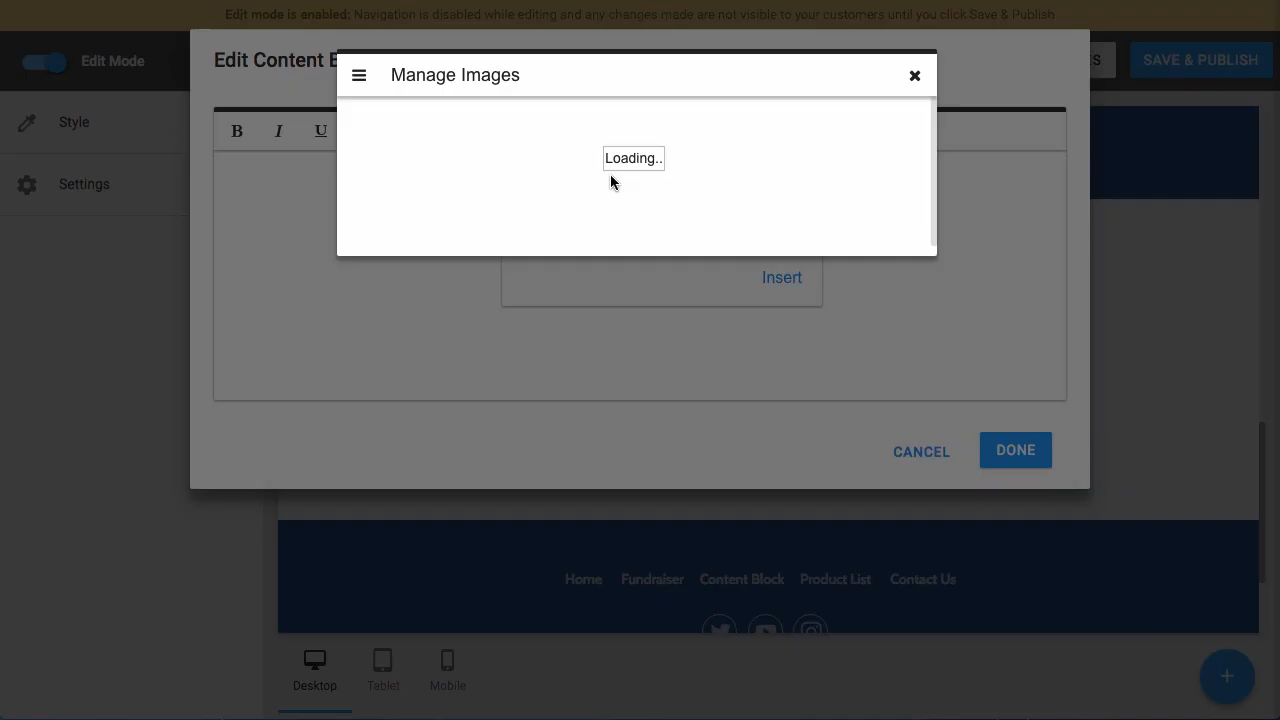 Edit mode is enabled: Navigation is disabled while editing and any changes made are not visible to your customers until you click Save & Publish
Edit Mode
Edit Content B
Manage Images
ES
SAVE & PUBLISH
Style
B I U
Loading..
Settings
Insert
CANCEL
DONE
Home Fundraiser Content Block Product List Contact Us
Desktop Tablet Mobile